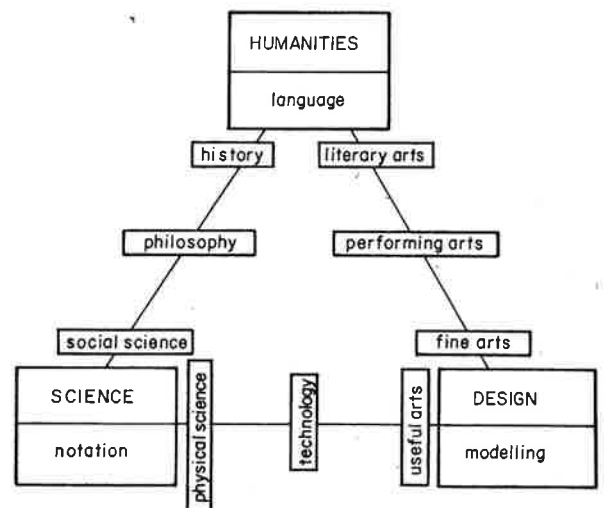 HUMANITIES
language
history
literary arts
philosophy
performing arts
social science
fine arts
SCIENCE
notation
physical science
technology
useful arts
DESIGN
modelling